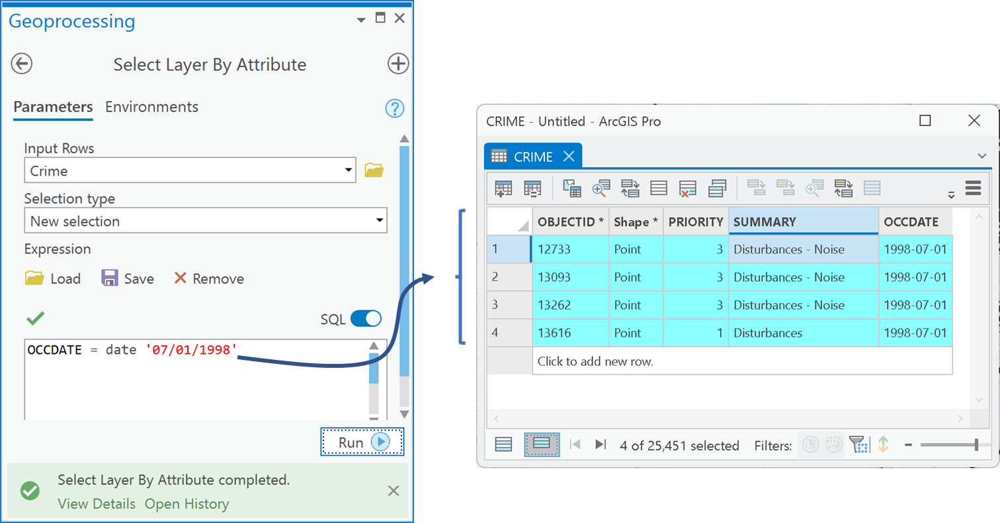 Geoprocessing
Select Layer By Attribute
Parameters Environments
?
Input Rows
Crime
Selection type
New selection
Expression
Load Save Remove
SQL
OCCDATE = date '07/01/1998'
Run
Select Layer By Attribute completed.
View Details Open History
CRIME - Untitled - ArcGIS Pro
CRIME
OBJECTID * Shape * PRIORITY SUMMARY OCCDATE
1 12733 Point 3 Disturbances - Noise 1998-07-01
2 13093 Point 3 Disturbances - Noise 1998-07-01
3 13262 Point 3 Disturbances - Noise 1998-07-01
4 13616 Point 1 Disturbances 1998-07-01
Click to add new row.
4 of 25,451 selected Filters: